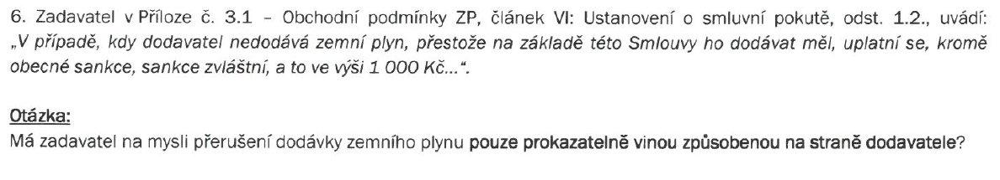 6. Zadavatel v Příloze č. 3.1 – Obchodní podmínky ZP, článek VI: Ustanovení o smluvní pokutě, odst. 1.2., uvádí:
„V případě, kdy dodavatel nedodává zemní plyn, přestože na základě této Smlouvy ho dodávat měl, uplatní se, kromě
obecné sankce, sankce zvláštní, a to ve výši 1 000 Kč...“.
Otázka:
Má zadavatel na mysli přerušení dodávky zemního plynu pouze prokazatelně vinou způsobenou na straně dodavatele?